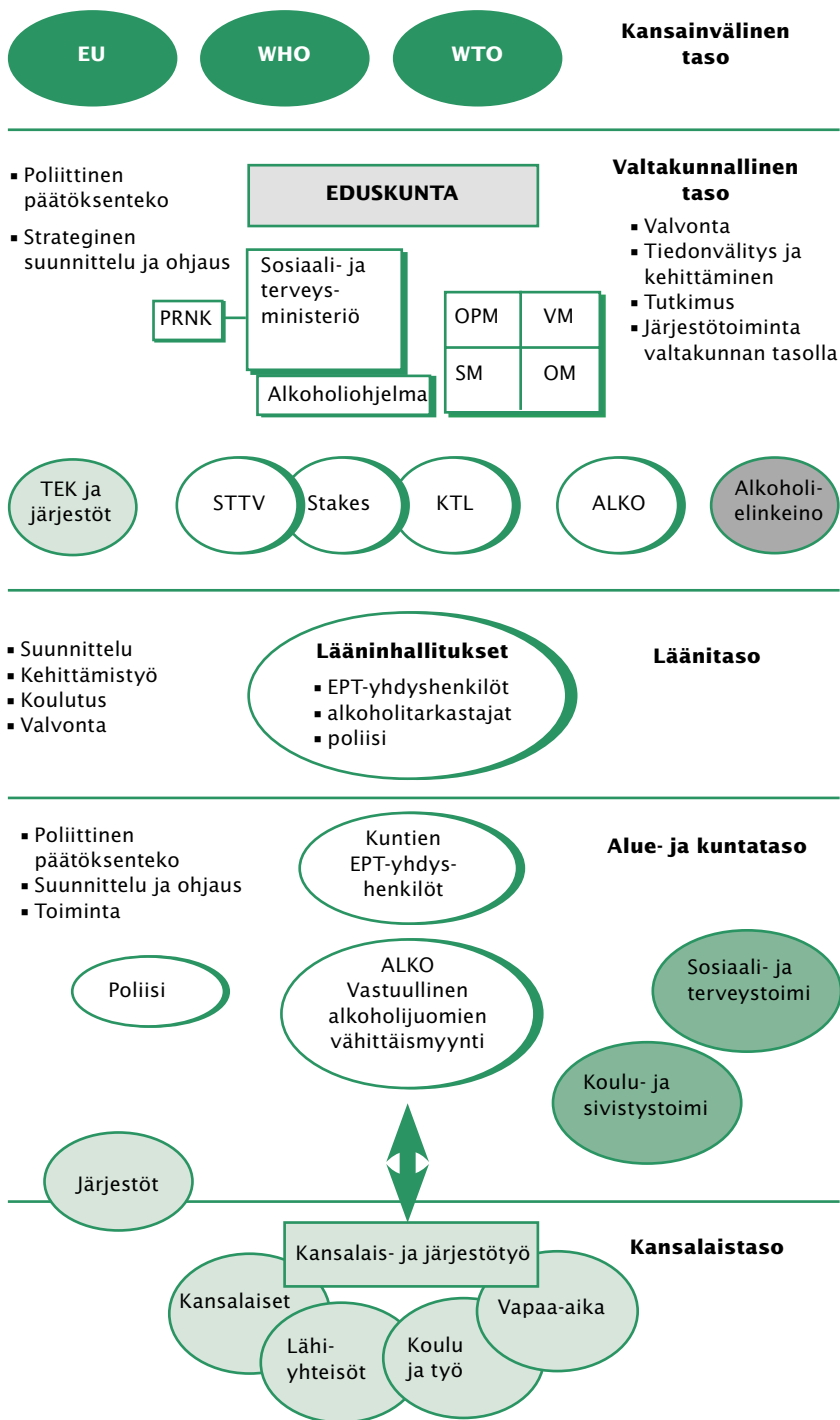 EU
WHO
WTO
Kansainvälinen
taso
▪ Poliittinen
päätöksenteko
▪ Strateginen
suunnittelu ja ohjaus
EDUSKUNTA
Valtakunnallinen
taso
▪ Valvonta
▪ Tiedonvälitys ja
kehittäminen
▪ Tutkimus
▪ Järjestötoiminta
valtakunnan tasolla
PRNK
Sosiaali- ja
terveys-
ministeriö
Alkoholiohjelma
OPM
VM
SM
OM
TEK ja
järjestöt
STTV
Stakes
KTL
ALKO
Alkoholi-
elinkeino
▪ Suunnittelu
▪ Kehittämistyö
▪ Koulutus
▪ Valvonta
Lääninhallitukset
▪ EPT-yhdyshenkilöt
▪ alkoholitarkastajat
▪ poliisi
Läänitaso
▪ Poliittinen
päätöksenteko
▪ Suunnittelu ja ohjaus
▪ Toiminta
Kuntien
EPT-yhdys-
henkilöt
Alue- ja kuntataso
Poliisi
ALKO
Vastuullinen
alkoholijuomien
vähittäismyynti
Sosiaali- ja
terveystoimi
Koulu- ja
sivistystoimi
Järjestöt
Kansalais- ja järjestötyö
Kansalaistaso
Kansalaiset
Lähi-
yhteisöt
Koulu
ja työ
Vapaa-aika